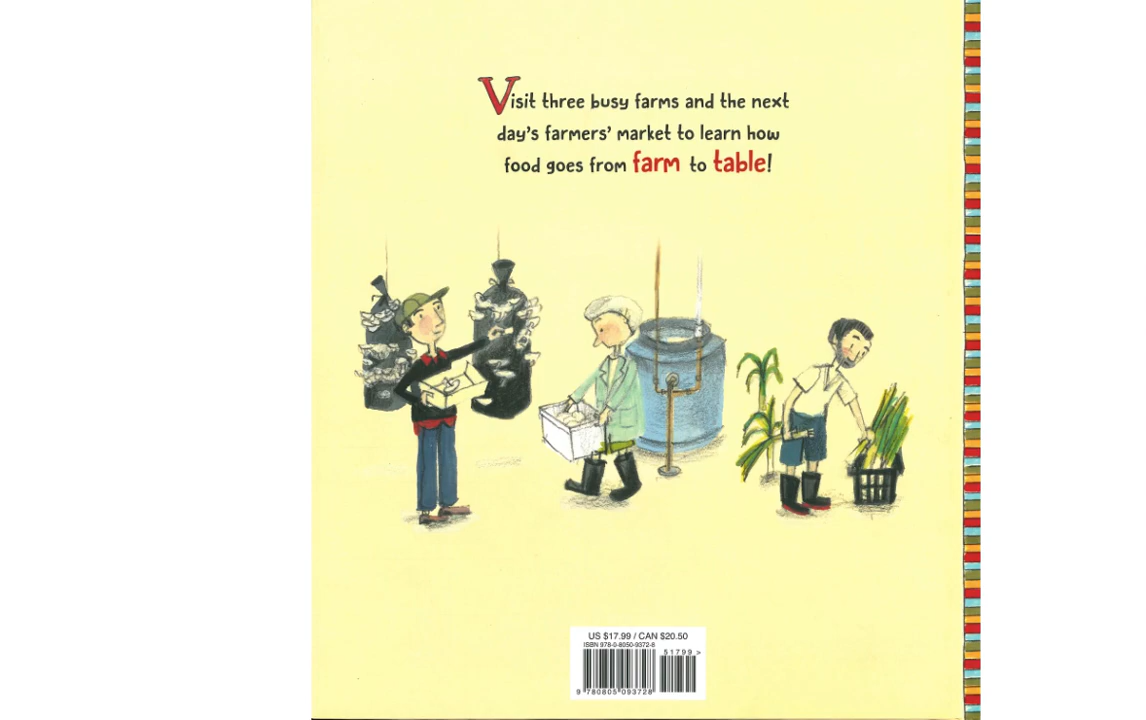 Visit three busy farms and the next
day's farmers' market to learn how
food goes from farm to table!
US $17.99 / CAN $20.50
ISBN 978-0-8050-9372-8
51799 >
9 780805 093728